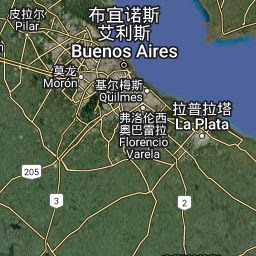 皮拉尔
Pilar
布宜诺斯
艾利斯
Buenos Aires
莫龙
Morón
基尔梅斯
Quilmes
拉普拉塔
La Plata
弗洛伦西
奥巴雷拉
Florencio
Varela
205
3
2